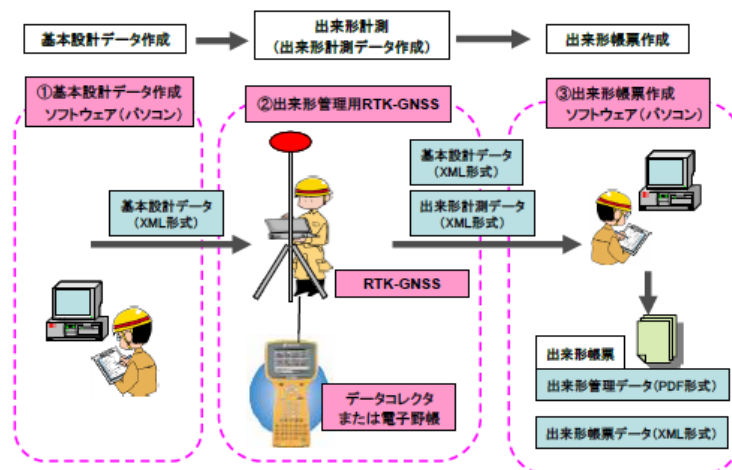 基本設計データ作成
出来形計測
(出来形計測データ作成)
出来形帳票作成
①基本設計データ作成
ソフトウェア(パソコン)
②出来形管理用RTK-GNSS
③出来形帳票作成
ソフトウェア(パソコン)
基本設計データ
(XML形式)
基本設計データ
(XML形式)
出来形計測データ
(XML形式)
RTK-GNSS
データコレクタ
または電子野帳
出来形帳票
出来形管理データ(PDF形式)
出来形帳票データ(XML形式)